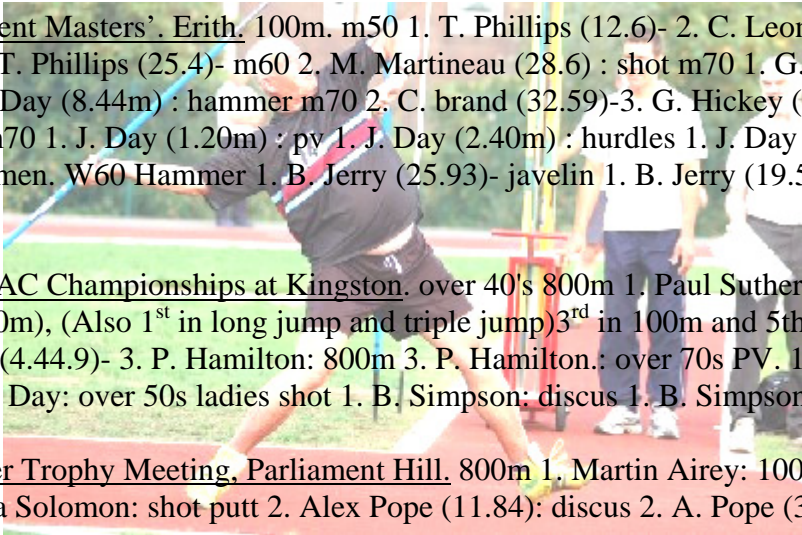 ent Masters’. Erith. 100m. m50 1. T. Phillips (12.6)- 2. C. Leon
T. Phillips (25.4)- m60 2. M. Martineau (28.6) : shot m70 1. G.
Day (8.44m) : hammer m70 2. C. brand (32.59)-3. G. Hickey (
70 1. J. Day (1.20m) : pv 1. J. Day (2.40m) : hurdles 1. J. Day
men. W60 Hammer 1. B. Jerry (25.93)- javelin 1. B. Jerry (19.5
AC Championships at Kingston. over 40's 800m 1. Paul Suther
0m), (Also 1st in long jump and triple jump)3rd in 100m and 5th
(4.44.9)- 3. P. Hamilton: 800m 3. P. Hamilton.: over 70s PV. 1
Day: over 50s ladies shot 1. B. Simpson: discus 1. B. Simpson
er Trophy Meeting, Parliament Hill. 800m 1. Martin Airey: 100
a Solomon: shot putt 2. Alex Pope (11.84): discus 2. A. Pope (3